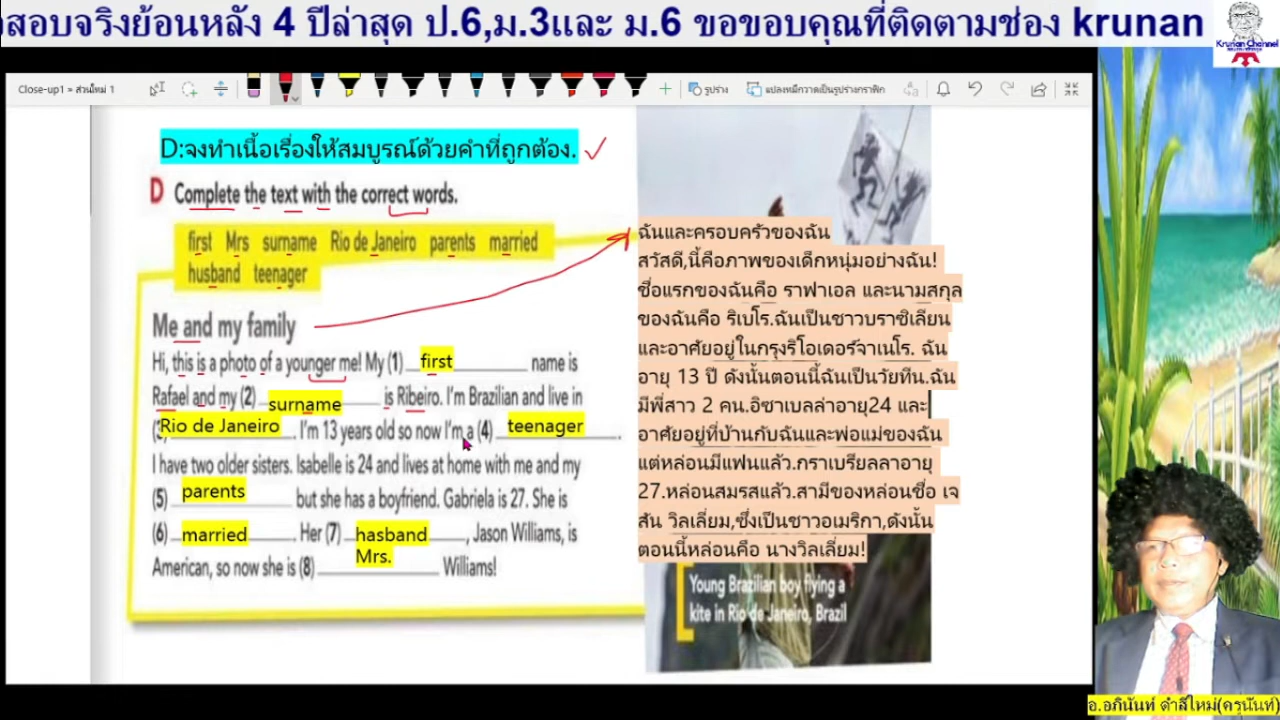 วสอบจริงย้อนหลัง 4 ปีล่าสุด ป.6,ม.3และ ม.6 ขอขอบคุณที่ติดตามช่อง krunan
Krunan Channel
Close-up1 » ส่วนใหม่ 1
รูปร่าง
แปลงหมึกวาดเป็นรูปร่างกราฟิก
D:จงทำเนื้อเรื่องให้สมบูรณ์ด้วยคำที่ถูกต้อง.
D Complete the text with the correct words.
first Mrs surname Rio de Janeiro parents married
husband teenager
Me and my family
Hi, this is a photo of a younger me! My (1) first name is
Rafael and my (2) surname is Ribeiro. I'm Brazilian and live in
(3) Rio de Janeiro . I'm 13 years old so now I'm a (4) teenager .
I have two older sisters. Isabelle is 24 and lives at home with me and my
(5) parents but she has a boyfriend. Gabriela is 27. She is
(6) married . Her (7) hasband , Jason Williams, is
American, so now she is (8) Mrs. Williams!
ฉันและครอบครัวของฉัน
สวัสดี,นี้คือภาพของเด็กหนุ่มอย่างฉัน!
ชื่อแรกของฉันคือ ราฟาเอล และนามสกุล
ของฉันคือ ริเบโร.ฉันเป็นชาวบราซิเลียน
และอาศัยอยู่ในกรุงริโอเดอร์จาเนโร. ฉัน
อายุ 13 ปี ดังนั้นตอนนี้ฉันเป็นวัยทีน.ฉัน
มีพี่สาว 2 คน.อิซาเบลล่าอายุ24 และ
อาศัยอยู่ที่บ้านกับฉันและพ่อแม่ของฉัน
แต่หล่อนมีแฟนแล้ว.กราเบรียลลาอายุ
27.หล่อนสมรสแล้ว.สามีของหล่อนชื่อ เจ
สัน วิลเลี่ยม,ซึ่งเป็นชาวอเมริกา,ดังนั้น
ตอนนี้หล่อนคือ นางวิลเลี่ยม!
Young Brazilian boy flying a
kite in Rio de Janeiro, Brazil
อ.อภินันท์ ดำสีใหม่(ครูนันท์)